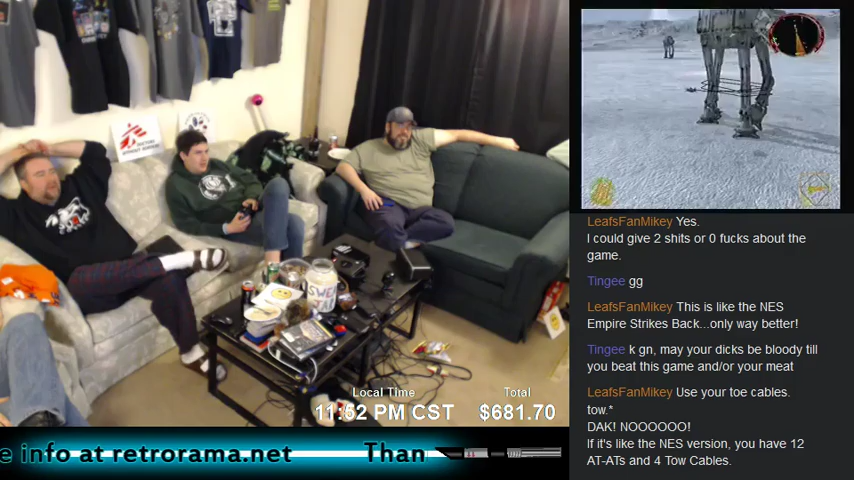 MEDECINS
SWEAR
JAR
Local Time
Total
11:52 PM CST
$681.70
e info at retrorama.net
Than
LeafsFanMikey Yes.
I could give 2 shits or 0 fucks about the
game.
Tingee gg
LeafsFanMikey This is like the NES
Empire Strikes Back...only way better!
Tingee k gn, may your dicks be bloody till
you beat this game and/or your meat
LeafsFanMikey Use your toe cables.
tow.*
DAK! NOOOOOO!
If it's like the NES version, you have 12
AT-ATs and 4 Tow Cables.